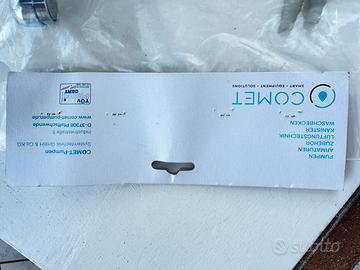 COMET
SMART · EQUIPMENT · SOLUTIONS
PUMPEN
ARMATUREN
ZUBEHÖR
LUFTUNGSTECHNIK
KANISTER
WASCHBECKEN
COMET-Pumpen
Systemtechnik GmbH & Co.KG
Industriestraße 5
D-37308 Pfaffschwende
www.comet-pumpen.de
TÜV
CERT
subito